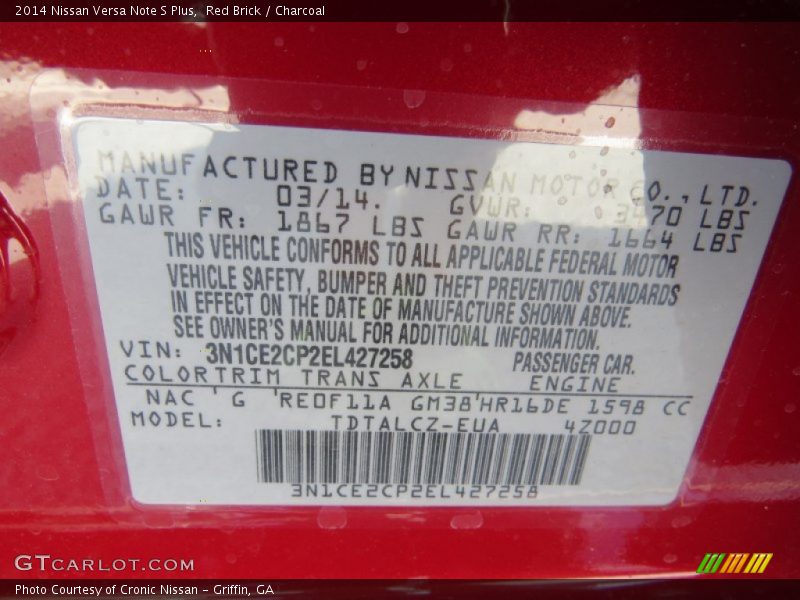 2014 Nissan Versa Note S Plus, Red Brick / Charcoal
MANUFACTURED BY NISSAN MOTOR CO., LTD.
DATE: 03/14. GVWR: 3470 LBS
GAWR FR: 1867 LBS GAWR RR: 1664 LBS
THIS VEHICLE CONFORMS TO ALL APPLICABLE FEDERAL MOTOR
VEHICLE SAFETY, BUMPER AND THEFT PREVENTION STANDARDS
IN EFFECT ON THE DATE OF MANUFACTURE SHOWN ABOVE.
SEE OWNER'S MANUAL FOR ADDITIONAL INFORMATION.
VIN: 3N1CE2CP2EL427258 PASSENGER CAR.
COLOR TRIM TRANS AXLE ENGINE
NAC G RE0F11A GM38 HR16DE 1598 CC
MODEL: TDTALCZ-EUA 4Z000
3N1CE2CP2EL427258
GTCARLOT.COM
Photo Courtesy of Cronic Nissan - Griffin, GA